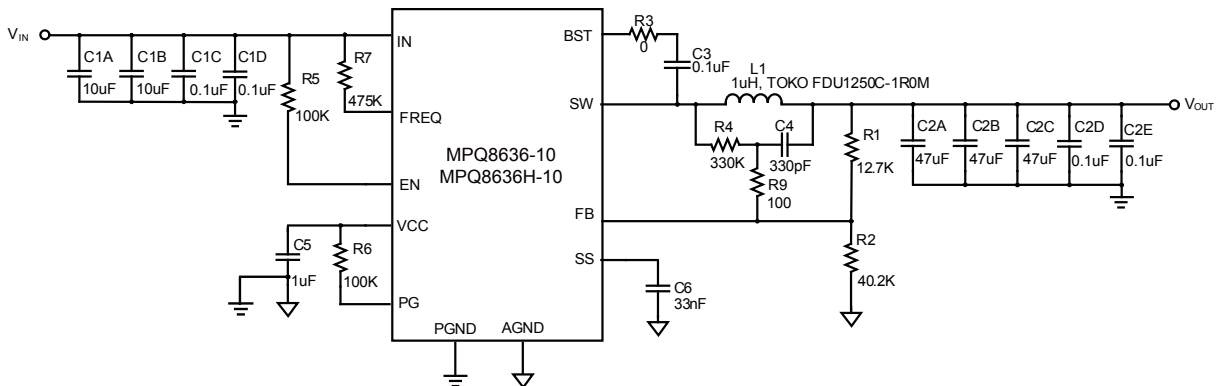 V_IN
C1A
10uF
C1B
10uF
C1C
0.1uF
C1D
0.1uF
R5
100K
R7
475K
IN
FREQ
EN
VCC
PG
PGND
AGND
MPQ8636-10
MPQ8636H-10
BST
SW
FB
SS
R3
0
C3
0.1uF
L1
1uH, TOKO FDU1250C-1R0M
R4
330K
C4
330pF
R9
100
R1
12.7K
R2
40.2K
C2A
47uF
C2B
47uF
C2C
47uF
C2D
0.1uF
C2E
0.1uF
V_OUT
C5
1uF
R6
100K
C6
33nF